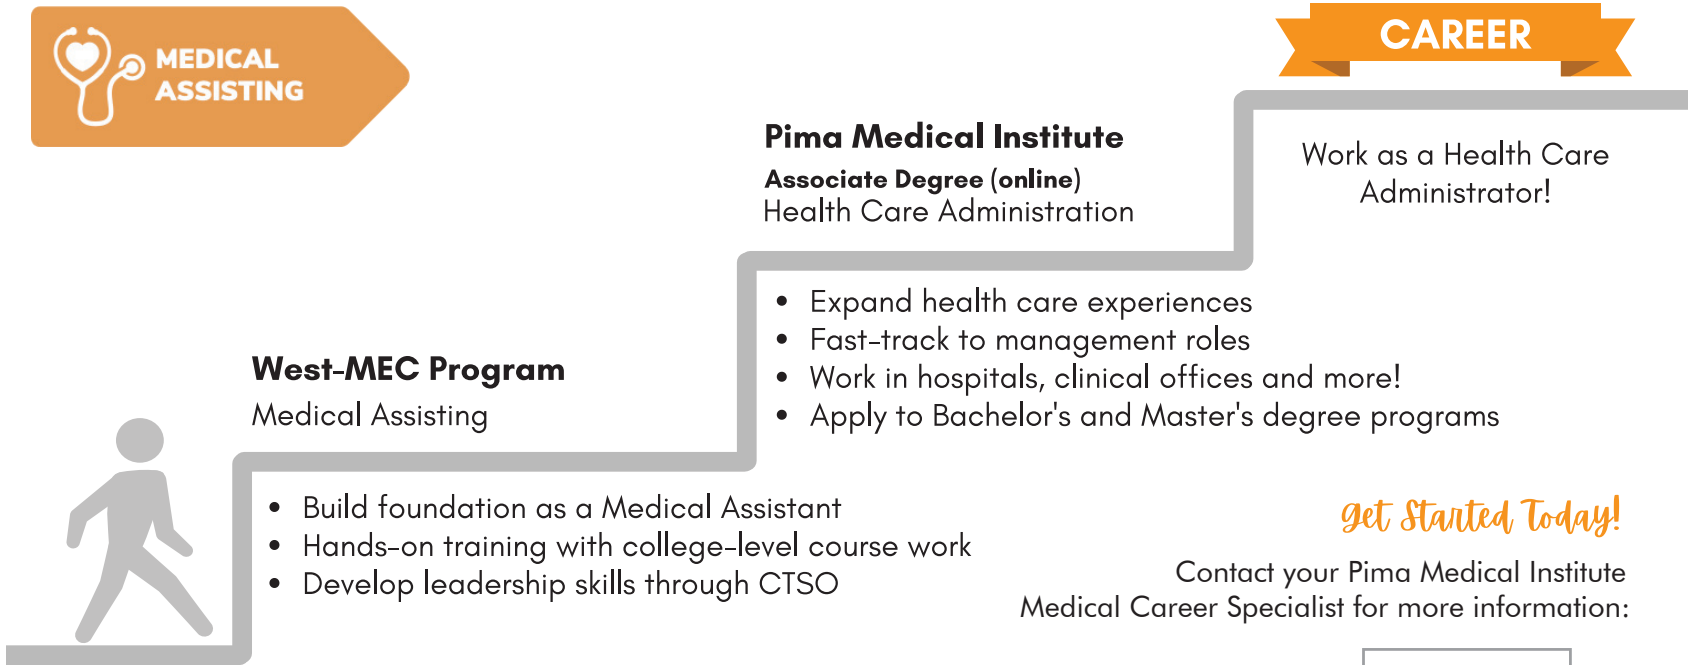 MEDICAL
ASSISTING
CAREER
Work as a Health Care
Administrator!
Pima Medical Institute
Associate Degree (online)
Health Care Administration
• Expand health care experiences
• Fast-track to management roles
• Work in hospitals, clinical offices and more!
• Apply to Bachelor's and Master's degree programs
West-MEC Program
Medical Assisting
• Build foundation as a Medical Assistant
• Hands-on training with college-level course work
• Develop leadership skills through CTSO
Get Started Today!
Contact your Pima Medical Institute
Medical Career Specialist for more information: